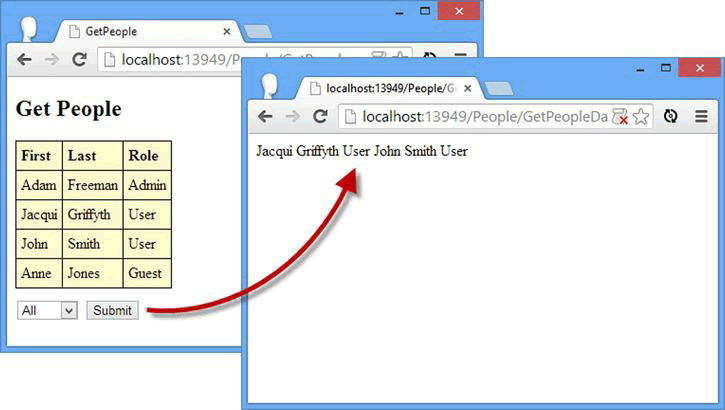 GetPeople
localhost:13949/People/GetPeople
Get People
First Last Role
Adam Freeman Admin
Jacqui Griffyth User
John Smith User
Anne Jones Guest
All Submit
localhost:13949/People/Ge
localhost:13949/People/GetPeopleDa
Jacqui Griffyth User John Smith User